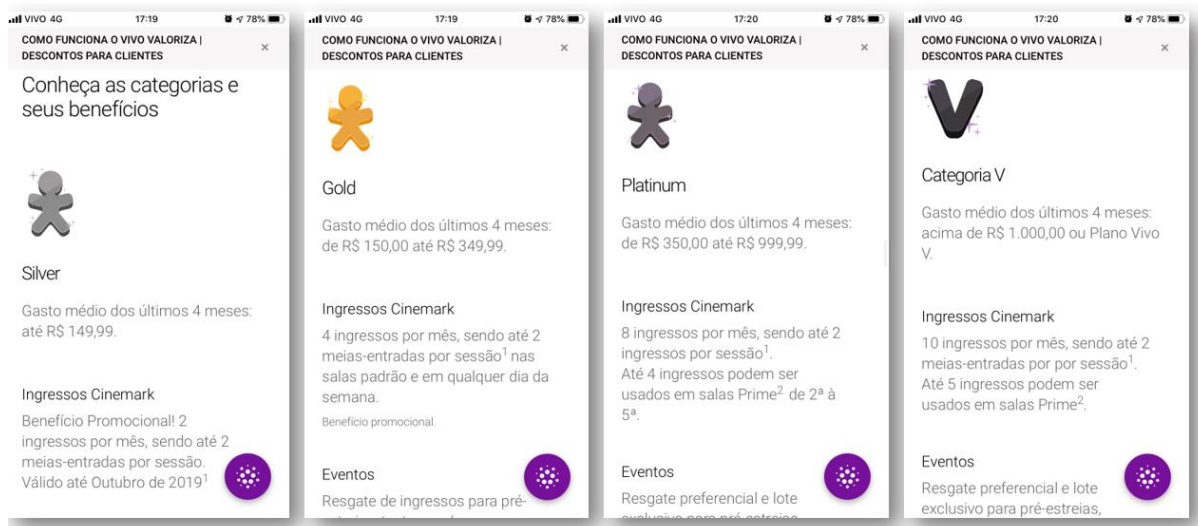 VIVO 4G 17:19 78%
COMO FUNCIONA O VIVO VALORIZA |
DESCONTOS PARA CLIENTES
×
Conheça as categorias e
seus benefícios
Silver
Gasto médio dos últimos 4 meses:
até R$ 149,99.
Ingressos Cinemark
Benefício Promocional! 2
ingressos por mês, sendo até 2
meias-entradas por sessão.
Válido até Outubro de 2019¹
VIVO 4G 17:19 78%
COMO FUNCIONA O VIVO VALORIZA |
DESCONTOS PARA CLIENTES
×
Gold
Gasto médio dos últimos 4 meses:
de R$ 150,00 até R$ 349,99.
Ingressos Cinemark
4 ingressos por mês, sendo até 2
meias-entradas por sessão¹ nas
salas padrão e em qualquer dia da
semana.
Benefício promocional.
Eventos
Resgate de ingressos para pré-
VIVO 4G 17:20 78%
COMO FUNCIONA O VIVO VALORIZA |
DESCONTOS PARA CLIENTES
×
Platinum
Gasto médio dos últimos 4 meses:
de R$ 350,00 até R$ 999,99.
Ingressos Cinemark
8 ingressos por mês, sendo até 2
ingressos por sessão¹.
Até 4 ingressos podem ser
usados em salas Prime² de 2ª à
5ª.
Eventos
Resgate preferencial e lote
exclusivo para pré-estreias
VIVO 4G 17:20 78%
COMO FUNCIONA O VIVO VALORIZA |
DESCONTOS PARA CLIENTES
×
V
Categoria V
Gasto médio dos últimos 4 meses:
acima de R$ 1.000,00 ou Plano Vivo
V.
Ingressos Cinemark
10 ingressos por mês, sendo até 2
meias-entradas por por sessão¹.
Até 5 ingressos podem ser
usados em salas Prime².
Eventos
Resgate preferencial e lote
exclusivo para pré-estreias,